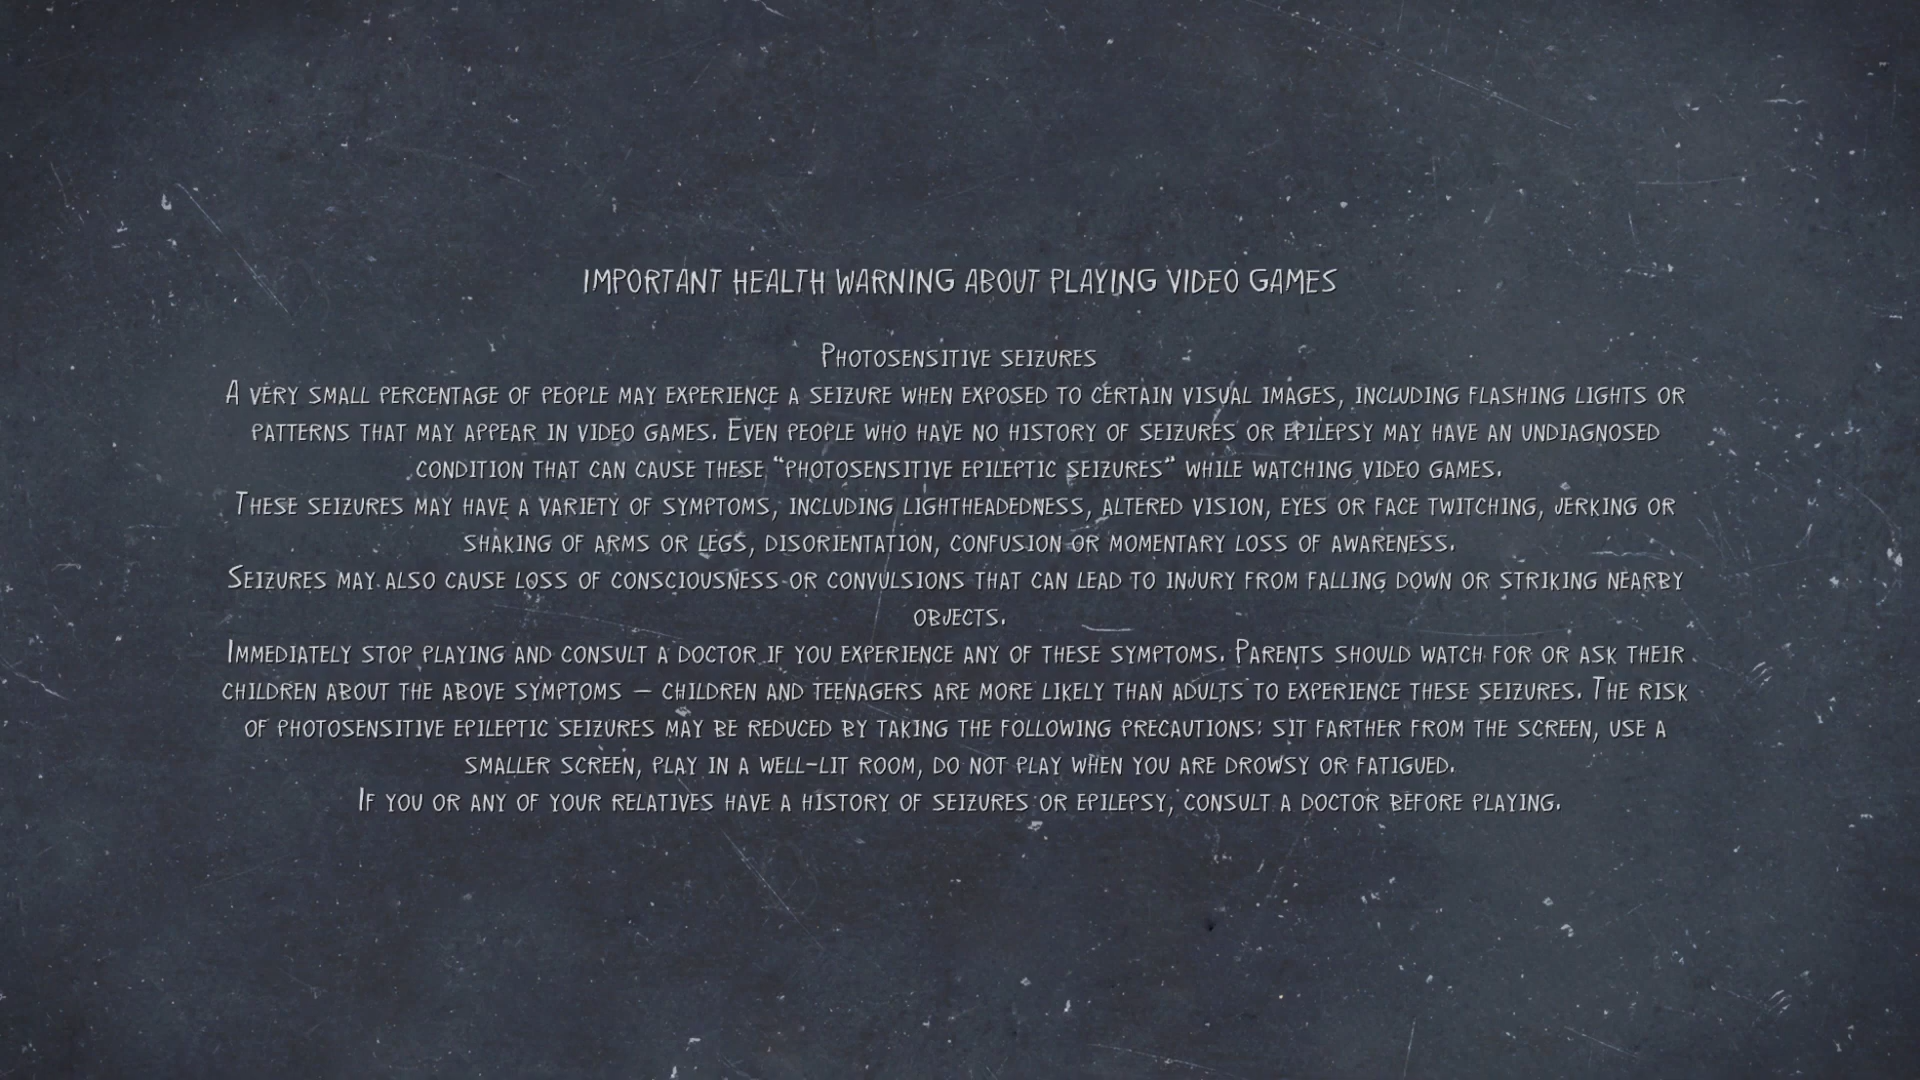 IMPORTANT HEALTH WARNING ABOUT PLAYING VIDEO GAMES
Photosensitive seizures
A very small percentage of people may experience a seizure when exposed to certain visual images, including flashing lights or
patterns that may appear in video games. Even people who have no history of seizures or epilepsy may have an undiagnosed
condition that can cause these “photosensitive epileptic seizures” while watching video games.
These seizures may have a variety of symptoms, including lightheadedness, altered vision, eyes or face twitching, jerking or
shaking of arms or legs, disorientation, confusion or momentary loss of awareness.
Seizures may also cause loss of consciousness or convulsions that can lead to injury from falling down or striking nearby
objects.
Immediately stop playing and consult a doctor if you experience any of these symptoms. Parents should watch for or ask their
children about the above symptoms – children and teenagers are more likely than adults to experience these seizures. The risk
of photosensitive epileptic seizures may be reduced by taking the following precautions: sit farther from the screen, use a
smaller screen, play in a well-lit room, do not play when you are drowsy or fatigued.
If you or any of your relatives have a history of seizures or epilepsy, consult a doctor before playing.